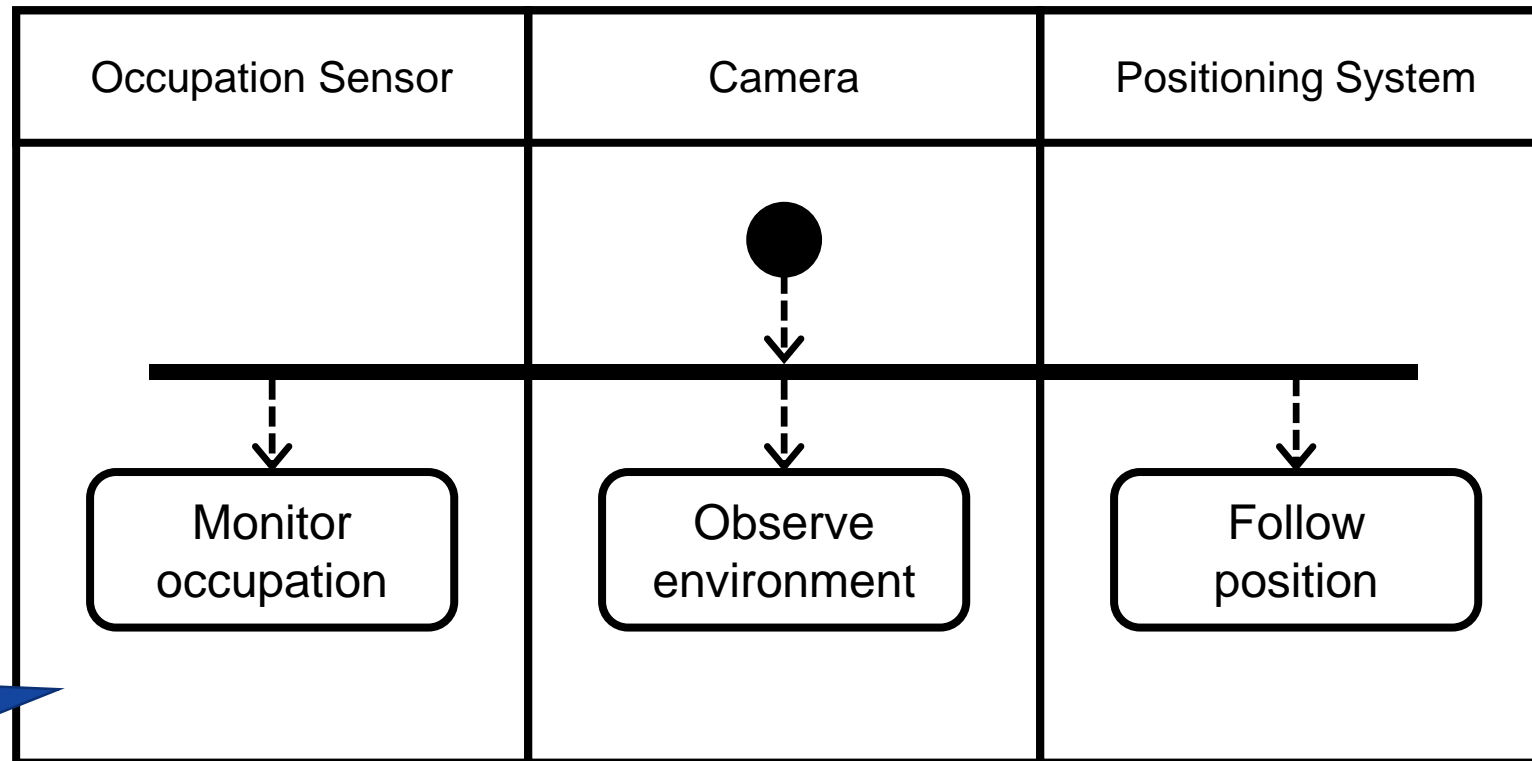 Occupation Sensor
Camera
Positioning System
Monitor
occupation
Observe
environment
Follow
position